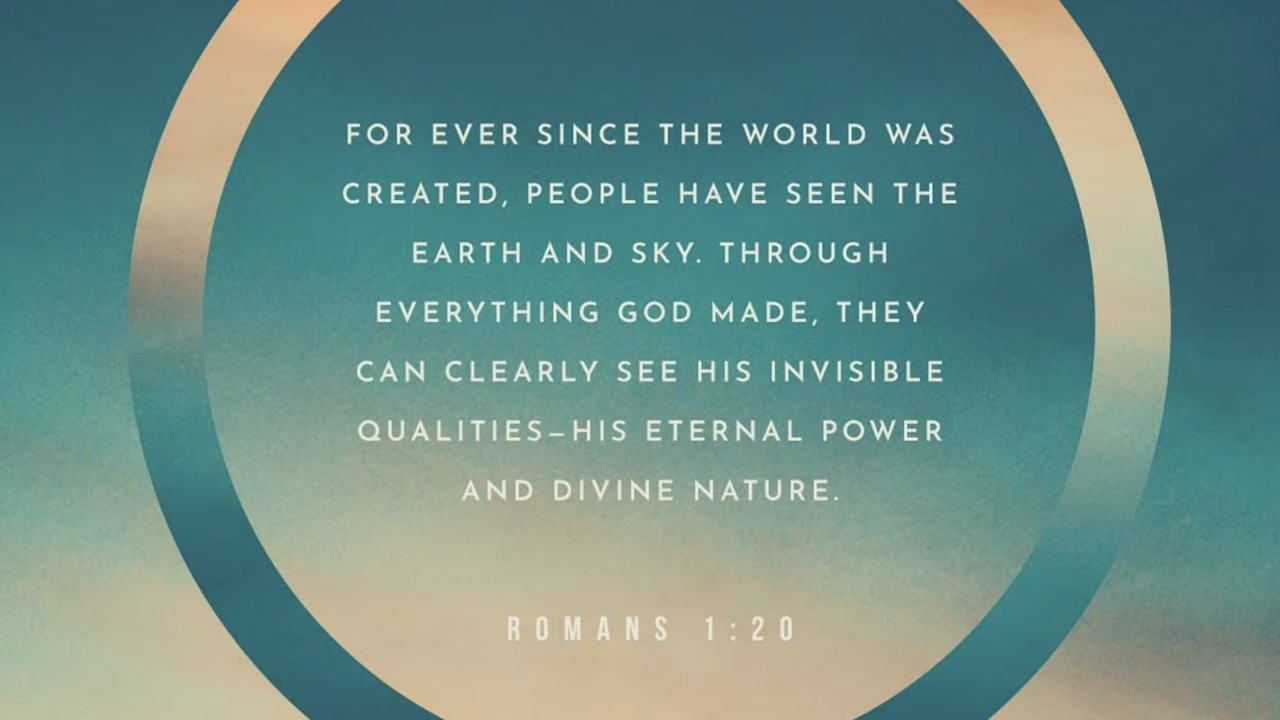 FOR EVER SINCE THE WORLD WAS
CREATED, PEOPLE HAVE SEEN THE
EARTH AND SKY. THROUGH
EVERYTHING GOD MADE, THEY
CAN CLEARLY SEE HIS INVISIBLE
QUALITIES–HIS ETERNAL POWER
AND DIVINE NATURE.
ROMANS 1:20